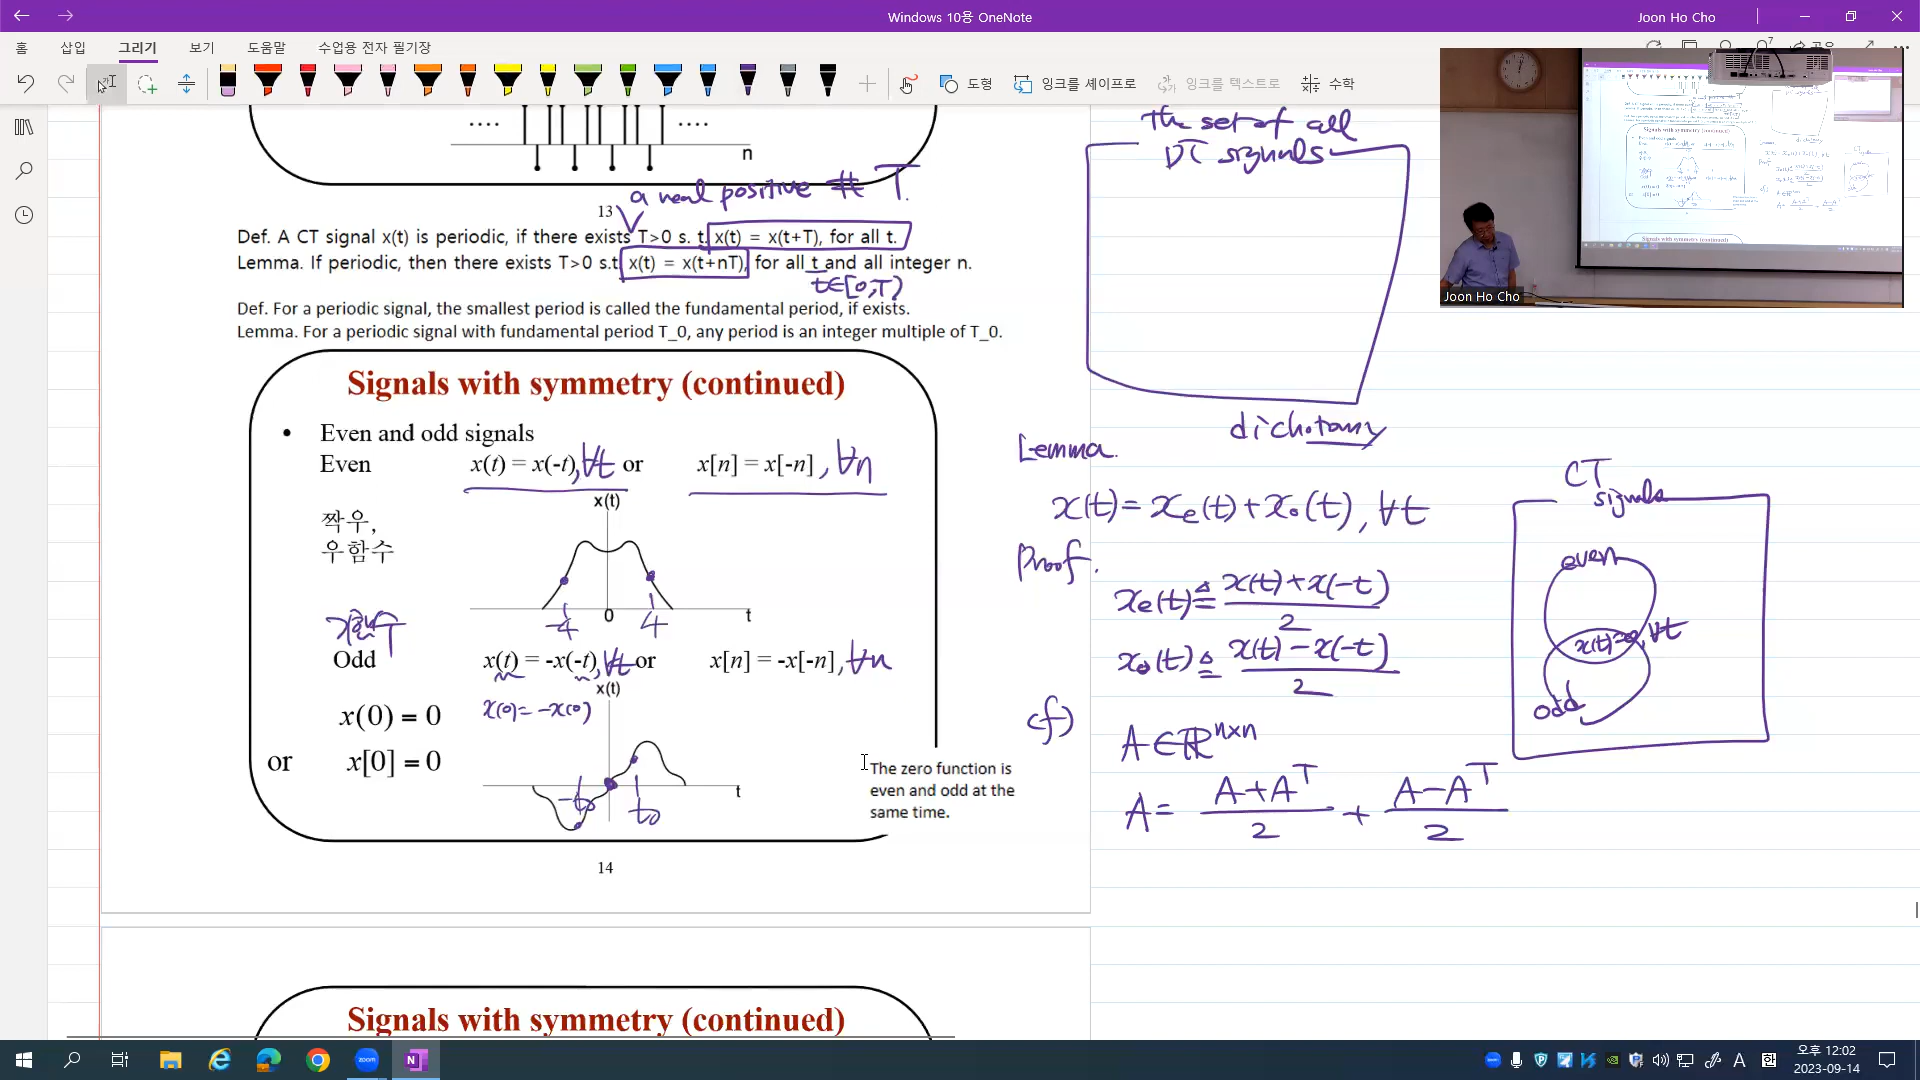 Windows 10용 OneNote
Joon Ho Cho
홈 삽입 그리기 보기 도움말 수업용 전자 필기장
도형 잉크를 셰이프로 잉크를 텍스트로 수학
Joon Ho Cho
.... ....
n
a real positive # T.
13
Def. A CT signal x(t) is periodic, if there exists T>0 s. t. x(t) = x(t+T), for all t.
Lemma. If periodic, then there exists T>0 s.t. x(t) = x(t+nT), for all t and all integer n.
t∈[0,T)
Def. For a periodic signal, the smallest period is called the fundamental period, if exists.
Lemma. For a periodic signal with fundamental period T_0, any period is an integer multiple of T_0.
Signals with symmetry (continued)
• Even and odd signals
Even x(t) = x(-t), ∀t or x[n] = x[-n], ∀n
x(t)
짝우,
우함수
0 t
-4 4
기함수
Odd x(t) = -x(-t), ∀t or x[n] = -x[-n], ∀n
x(t)
x(0) = 0 x(0) = -x(0)
or x[0] = 0
-t₀ t₀ t
The zero function is
even and odd at the
same time.
14
Signals with symmetry (continued)
the set of all
DT signals
dichotomy
Lemma.
x(t) = xₑ(t) + xₒ(t), ∀t
Proof.
xₑ(t) ≜ x(t)+x(-t) / 2
xₒ(t) ≜ x(t)-x(-t) / 2
cf)
A∈ℝⁿˣⁿ
A = A+Aᵀ / 2 + A-Aᵀ / 2
CT
signals
even
x(t)=0, ∀t
odd
오후 12:02
2023-09-14